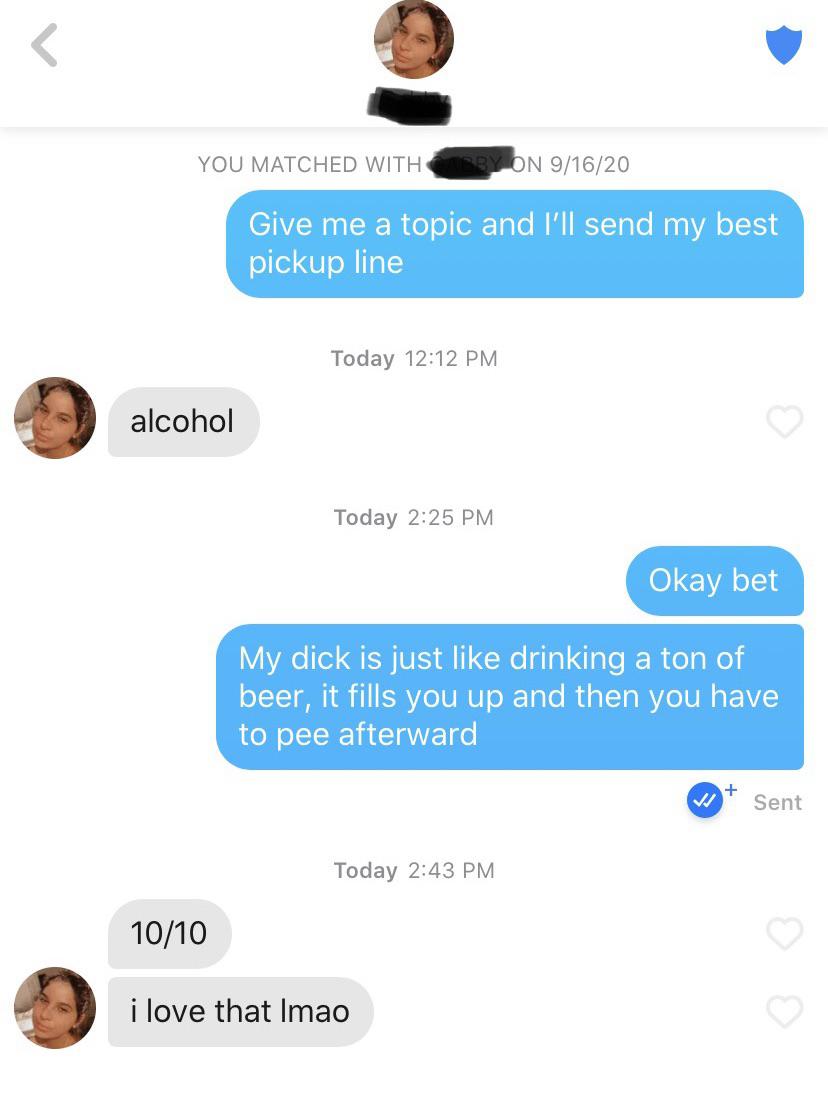 YOU MATCHED WITH ON 9/16/20
Give me a topic and I’ll send my best
pickup line
Today 12:12 PM
alcohol
Today 2:25 PM
Okay bet
My dick is just like drinking a ton of
beer, it fills you up and then you have
to pee afterward
Sent
Today 2:43 PM
10/10
i love that lmao